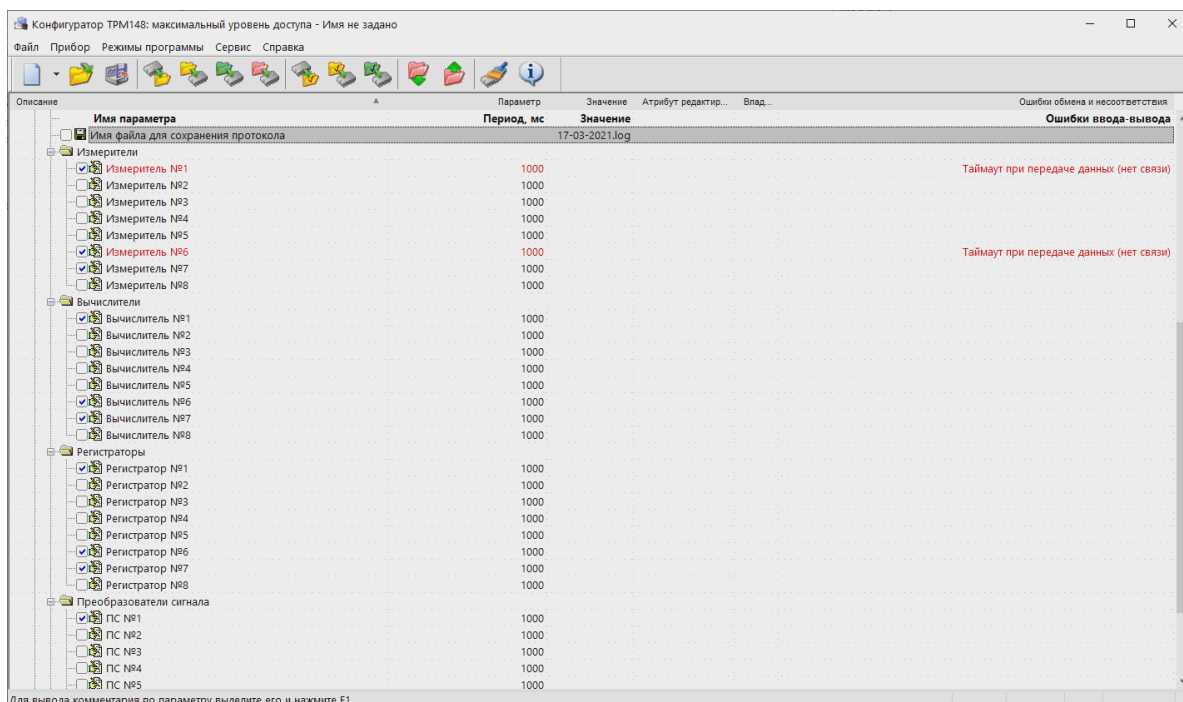 Конфигуратор ТРМ148: максимальный уровень доступа - Имя не задано
Файл Прибор Режимы программы Сервис Справка
Описание Параметр Значение Атрибут редактир... Влад... Ошибки обмена и несоответствия
Имя параметра Период, мс Значение Ошибки ввода-вывода
Имя файла для сохранения протокола 17-03-2021.log
Измерители
Измеритель №1 1000 Таймаут при передаче данных (нет связи)
Измеритель №2 1000
Измеритель №3 1000
Измеритель №4 1000
Измеритель №5 1000
Измеритель №6 1000 Таймаут при передаче данных (нет связи)
Измеритель №7 1000
Измеритель №8 1000
Вычислители
Вычислитель №1 1000
Вычислитель №2 1000
Вычислитель №3 1000
Вычислитель №4 1000
Вычислитель №5 1000
Вычислитель №6 1000
Вычислитель №7 1000
Вычислитель №8 1000
Регистраторы
Регистратор №1 1000
Регистратор №2 1000
Регистратор №3 1000
Регистратор №4 1000
Регистратор №5 1000
Регистратор №6 1000
Регистратор №7 1000
Регистратор №8 1000
Преобразователи сигнала
ПС №1 1000
ПС №2 1000
ПС №3 1000
ПС №4 1000
ПС №5 1000
Для вывода комментария по параметру выделите его и нажмите F1